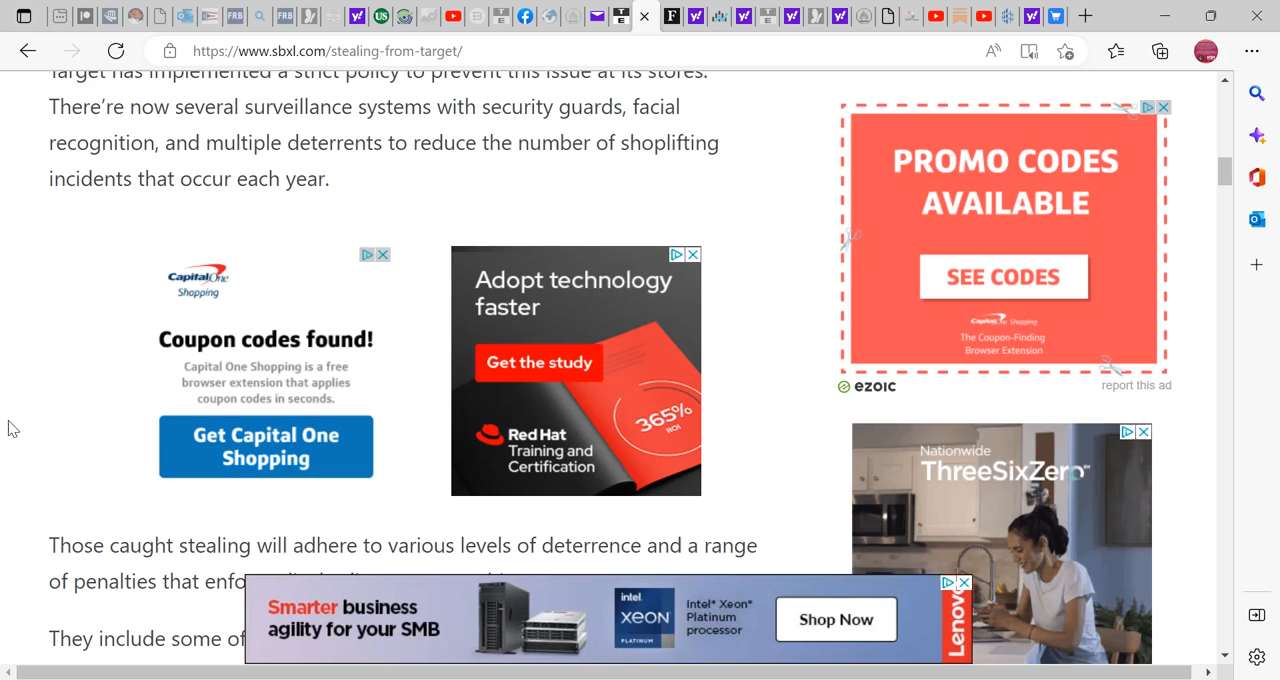 https://www.sbxl.com/stealing-from-target/
Target has implemented a strict policy to prevent this issue at its stores.
There're now several surveillance systems with security guards, facial
recognition, and multiple deterrents to reduce the number of shoplifting
incidents that occur each year.
Capital One
Shopping
Coupon codes found!
Capital One Shopping is a free
browser extension that applies
coupon codes in seconds.
Get Capital One
Shopping
Adopt technology
faster
Get the study
365%
ROI
Red Hat
Training and
Certification
PROMO CODES
AVAILABLE
SEE CODES
Capital One Shopping
The Coupon-Finding
Browser Extension
ezoic
report this ad
Nationwide
ThreeSixZero™
Those caught stealing will adhere to various levels of deterrence and a range
of penalties that
They include some of
Smarter business
agility for your SMB
intel.
XEON
PLATINUM
Intel® Xeon®
Platinum
processor
Shop Now
Lenovo